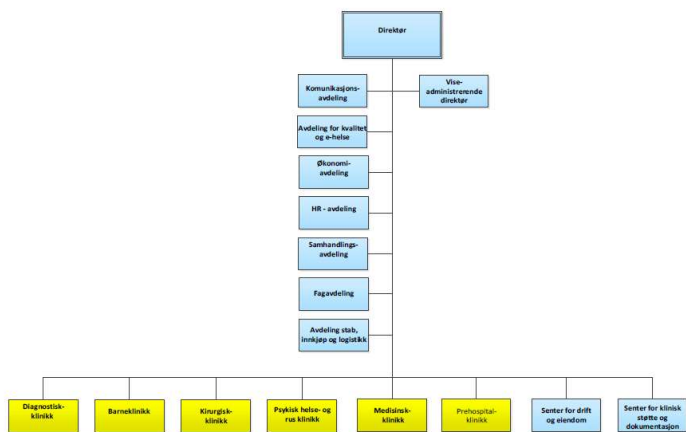 Direktør
Komunikasjons-
avdeling
Vise-
administrerende
direktør
Avdeling for kvalitet
og e-helse
Økonomi-
avdeling
HR - avdeling
Samhandlings-
avdeling
Fagavdeling
Avdeling stab,
innkjøp og logistikk
Diagnostisk-
klinikk
Barneklinikk
Kirurgisk-
klinikk
Psykisk helse- og
rus klinikk
Medisinsk-
klinikk
Prehospital-
klinikk
Senter for drift
og eiendom
Senter for klinisk
støtte og
dokumentasjon